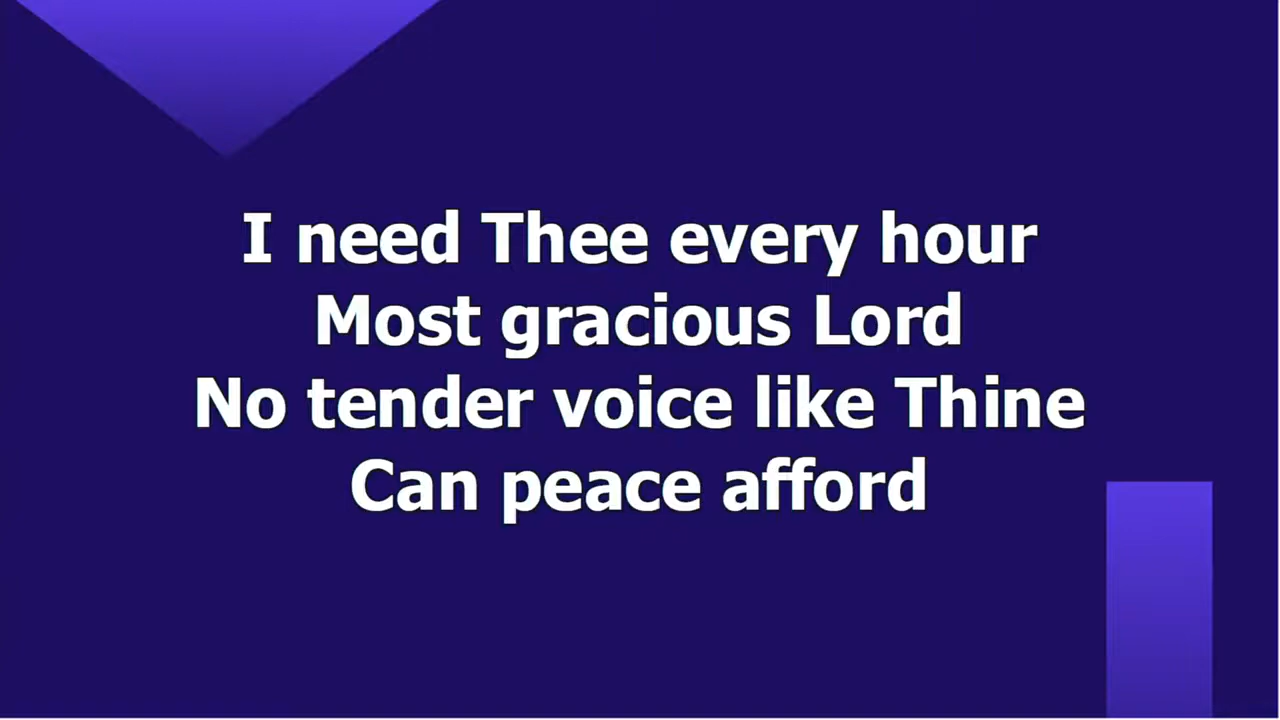 I need Thee every hour
Most gracious Lord
No tender voice like Thine
Can peace afford